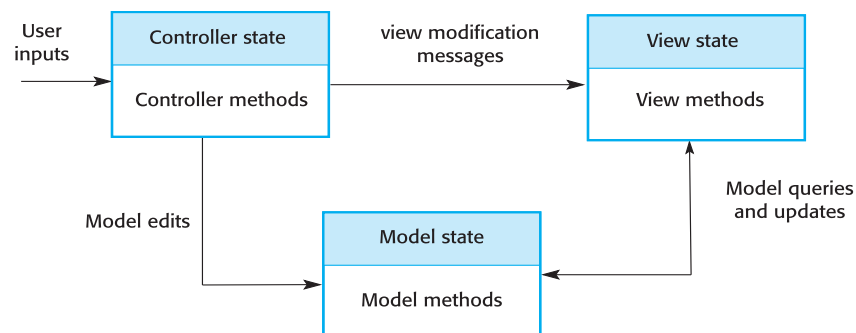 User
inputs
Controller state
Controller methods
view modification
messages
View state
View methods
Model edits
Model state
Model methods
Model queries
and updates